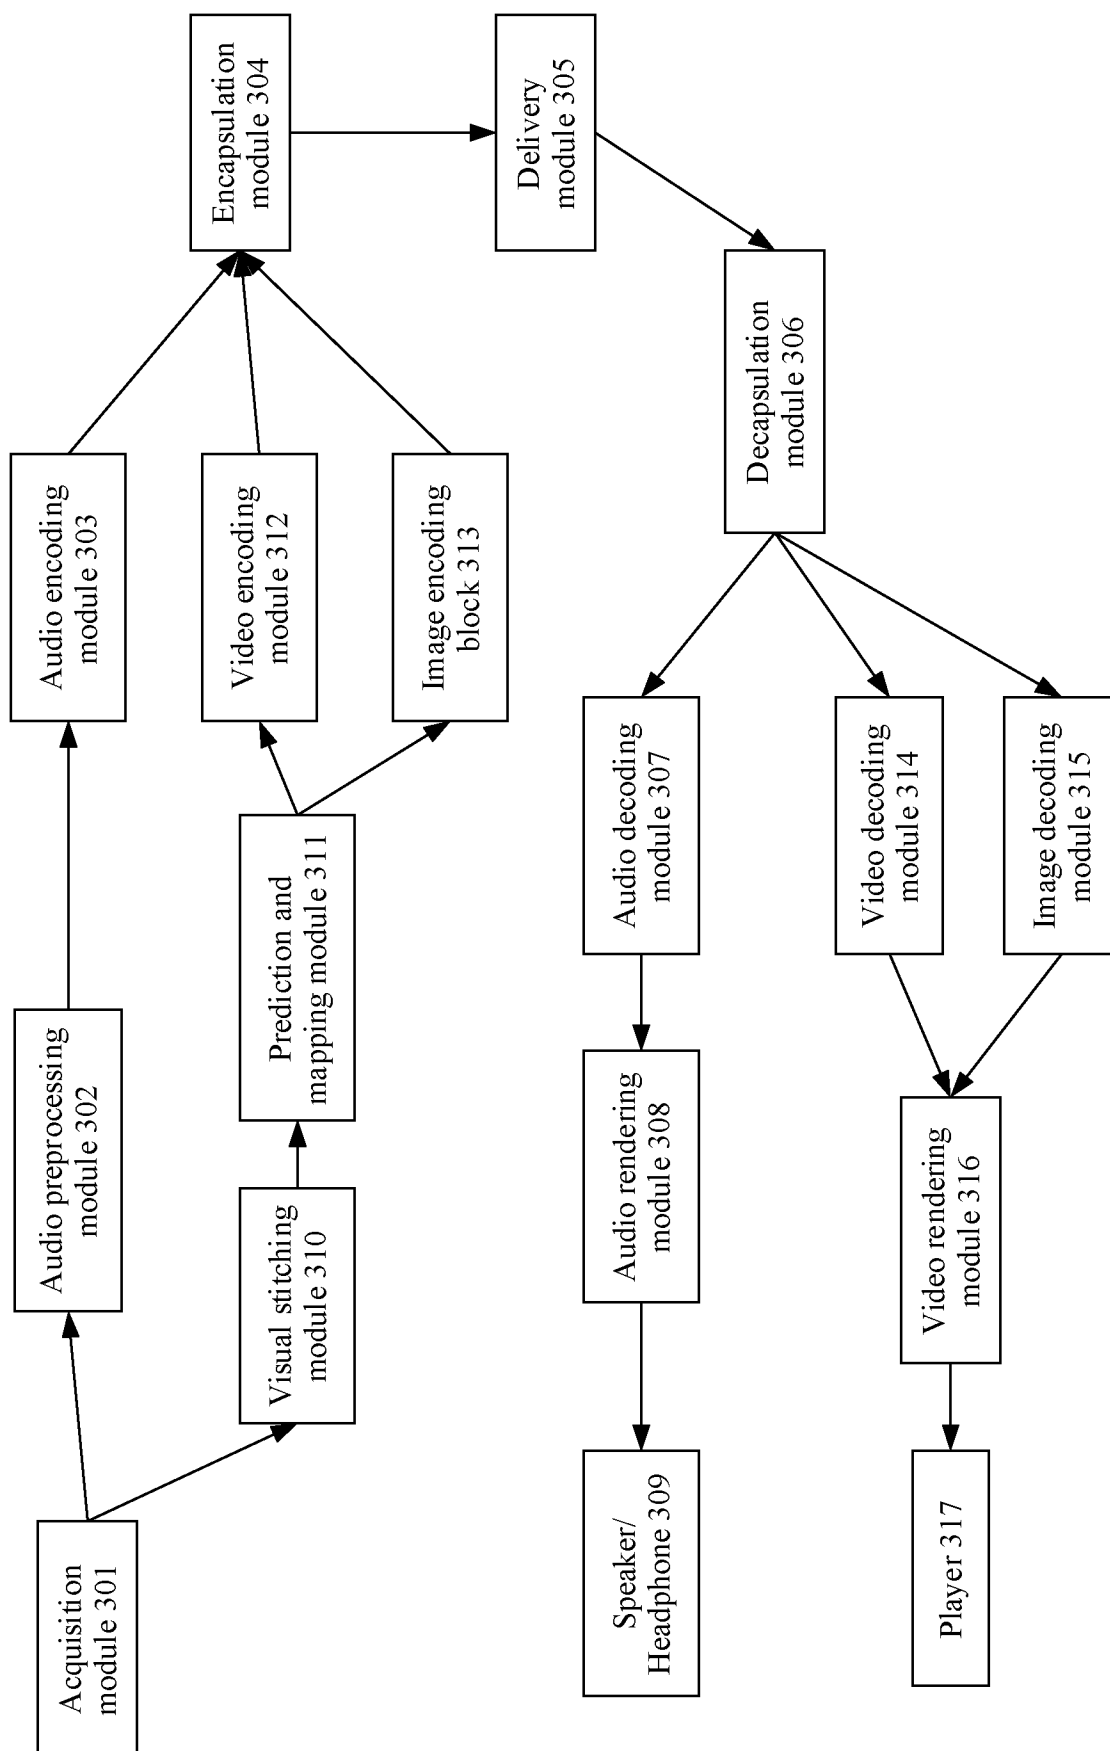 Acquisition
module 301
Audio preprocessing
module 302
Audio encoding
module 303
Visual stitching
module 310
Prediction and
mapping module 311
Video encoding
module 312
Image encoding
block 313
Encapsulation
module 304
Delivery
module 305
Decapsulation
module 306
Speaker/
Headphone 309
Audio rendering
module 308
Audio decoding
module 307
Player 317
Video rendering
module 316
Video decoding
module 314
Image decoding
module 315